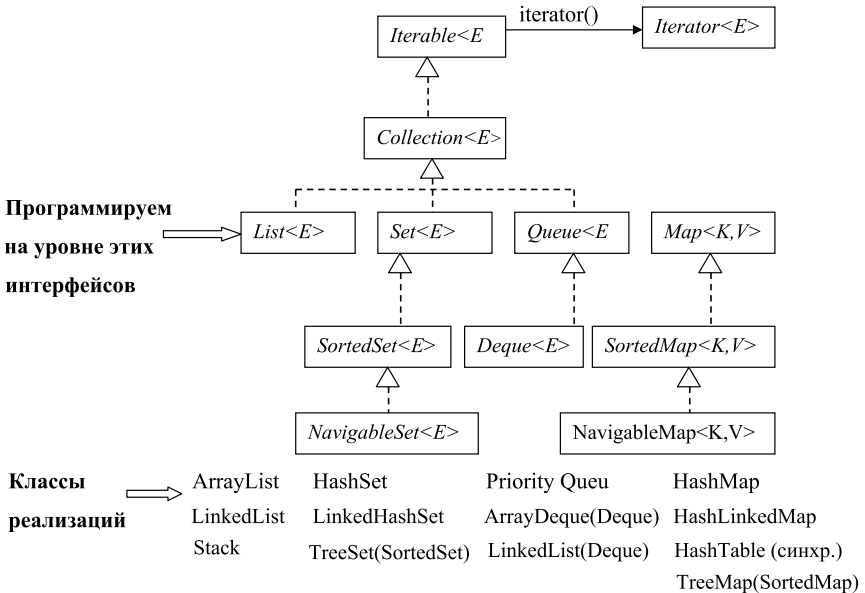 Iterable<E
iterator()
Iterator<E>
Collection<E>
Программируем
на уровне этих
интерфейсов
List<E>
Set<E>
Queue<E
Map<K,V>
SortedSet<E>
Deque<E>
SortedMap<K,V>
NavigableSet<E>
NavigableMap<K,V>
Классы
реализаций
ArrayList
HashSet
Priority Queu
HashMap
LinkedList
LinkedHashSet
ArrayDeque(Deque)
HashLinkedMap
Stack
TreeSet(SortedSet)
LinkedList(Deque)
HashTable (синхр.)
TreeMap(SortedMap)